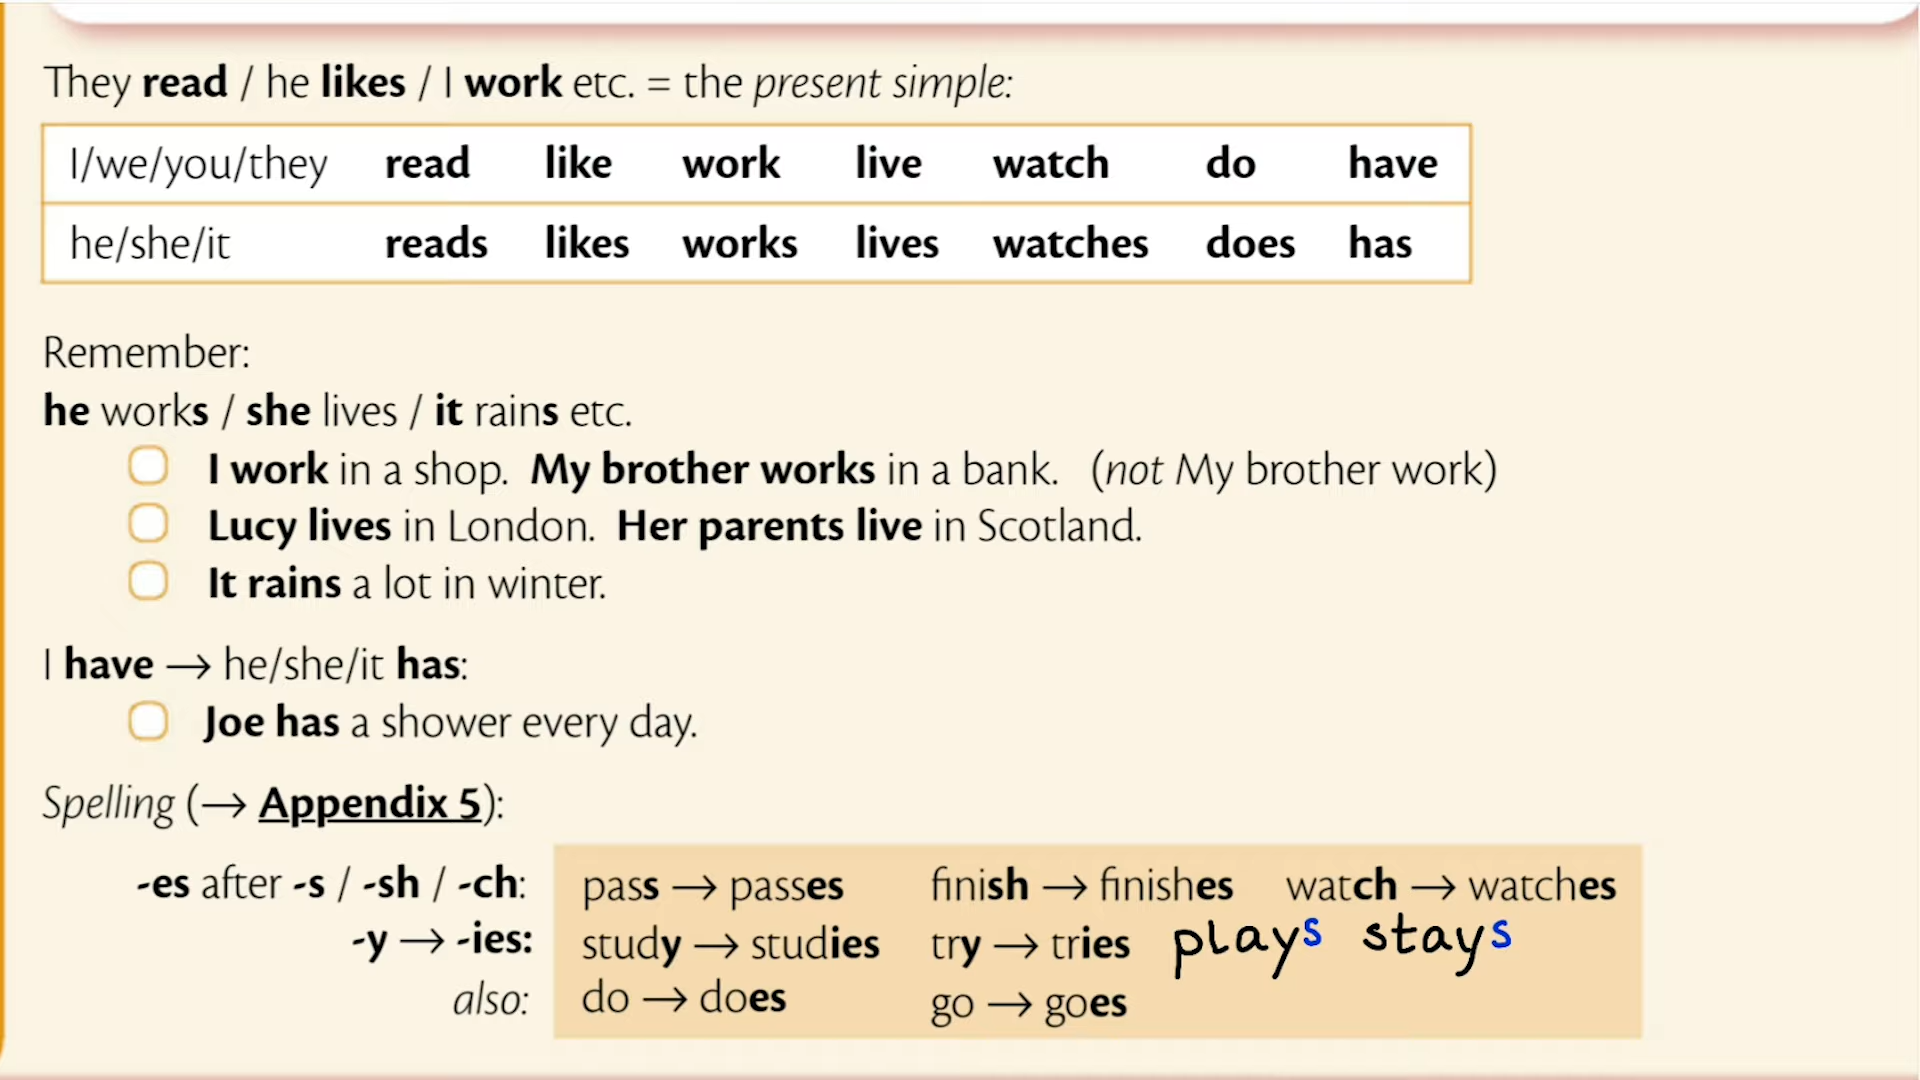 They read / he likes / I work etc. = the present simple:
I/we/you/they read like work live watch do have
he/she/it reads likes works lives watches does has
Remember:
he works / she lives / it rains etc.
I work in a shop. My brother works in a bank. (not My brother work)
Lucy lives in London. Her parents live in Scotland.
It rains a lot in winter.
I have → he/she/it has:
Joe has a shower every day.
Spelling (→ Appendix 5):
-es after -s / -sh / -ch: pass → passes finish → finishes watch → watches
-y → -ies: study → studies try → tries plays stays
also: do → does go → goes